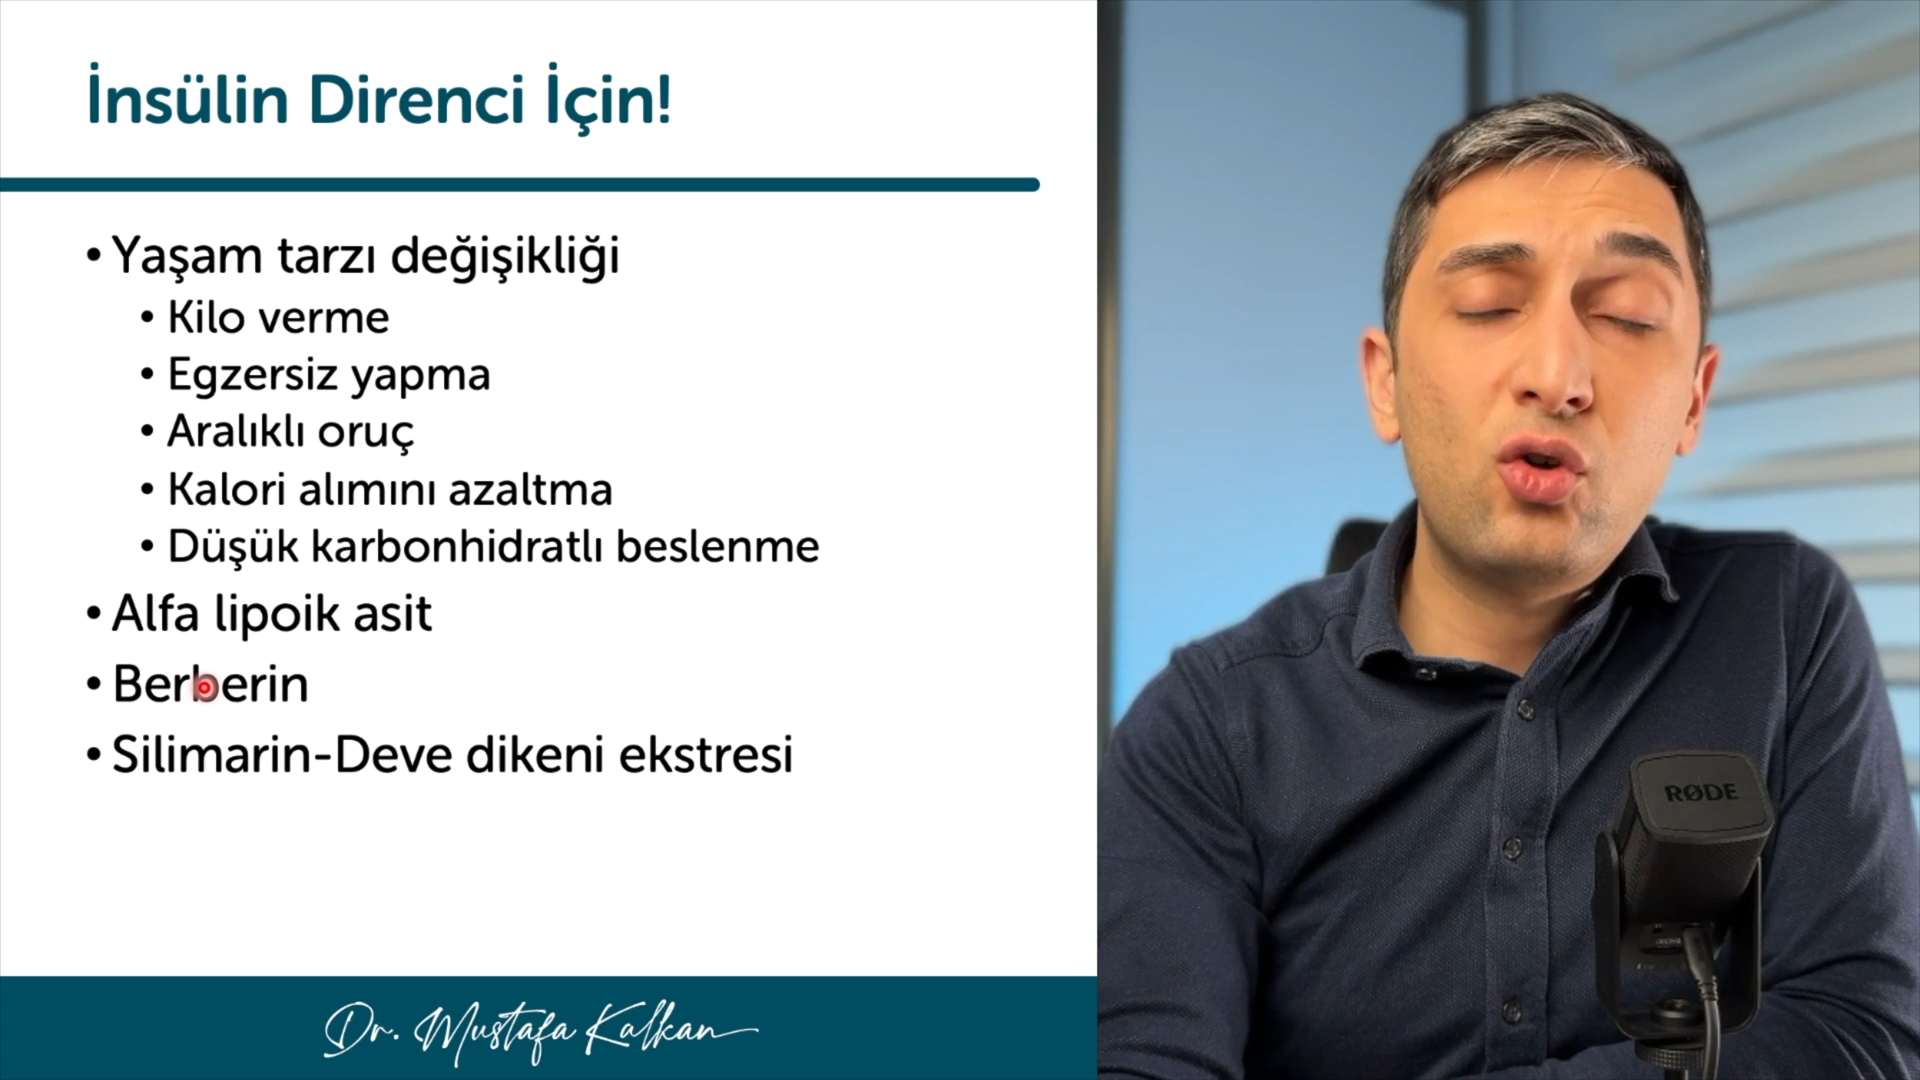 İnsülin Direnci İçin!
• Yaşam tarzı değişikliği
• Kilo verme
• Egzersiz yapma
• Aralıklı oruç
• Kalori alımını azaltma
• Düşük karbonhidratlı beslenme
• Alfa lipoik asit
• Berberin
• Silimarin-Deve dikeni ekstresi
Dr. Mustafa Kalkan
RØDE